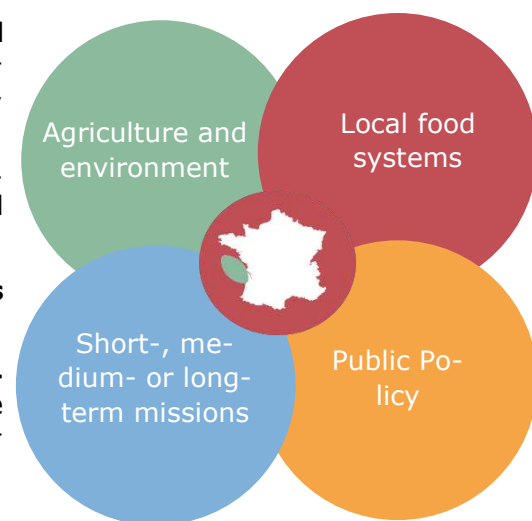 Agriculture and
environment
Local food
systems
Short-, me-
dium- or long-
term missions
Public Po-
licy